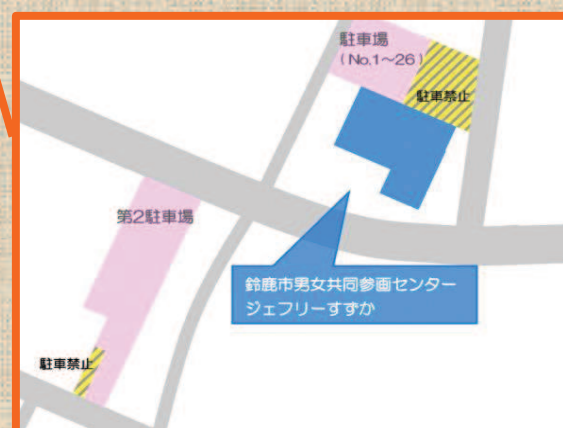 駐車場
(No.1~26)
駐車禁止
第2駐車場
鈴鹿市男女共同参画センター
ジェフリーすずか
駐車禁止